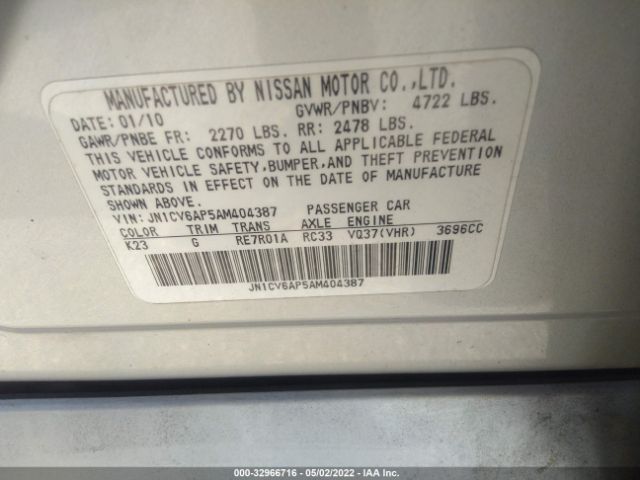 MANUFACTURED BY NISSAN MOTOR CO.,LTD.
DATE: 01/10 GVWR/PNBV: 4722 LBS.
GAWR/PNBE FR: 2270 LBS. RR: 2478 LBS.
THIS VEHICLE CONFORMS TO ALL APPLICABLE FEDERAL
MOTOR VEHICLE SAFETY,BUMPER,AND THEFT PREVENTION
STANDARDS IN EFFECT ON THE DATE OF MANUFACTURE
SHOWN ABOVE.
VIN: JN1CV6AP5AM404387 PASSENGER CAR
COLOR TRIM TRANS AXLE ENGINE
K23 G RE7R01A RC33 VQ37(VHR) 3696CC
JN1CV6AP5AM404387
000-32966716 - 05/02/2022 - IAA Inc.